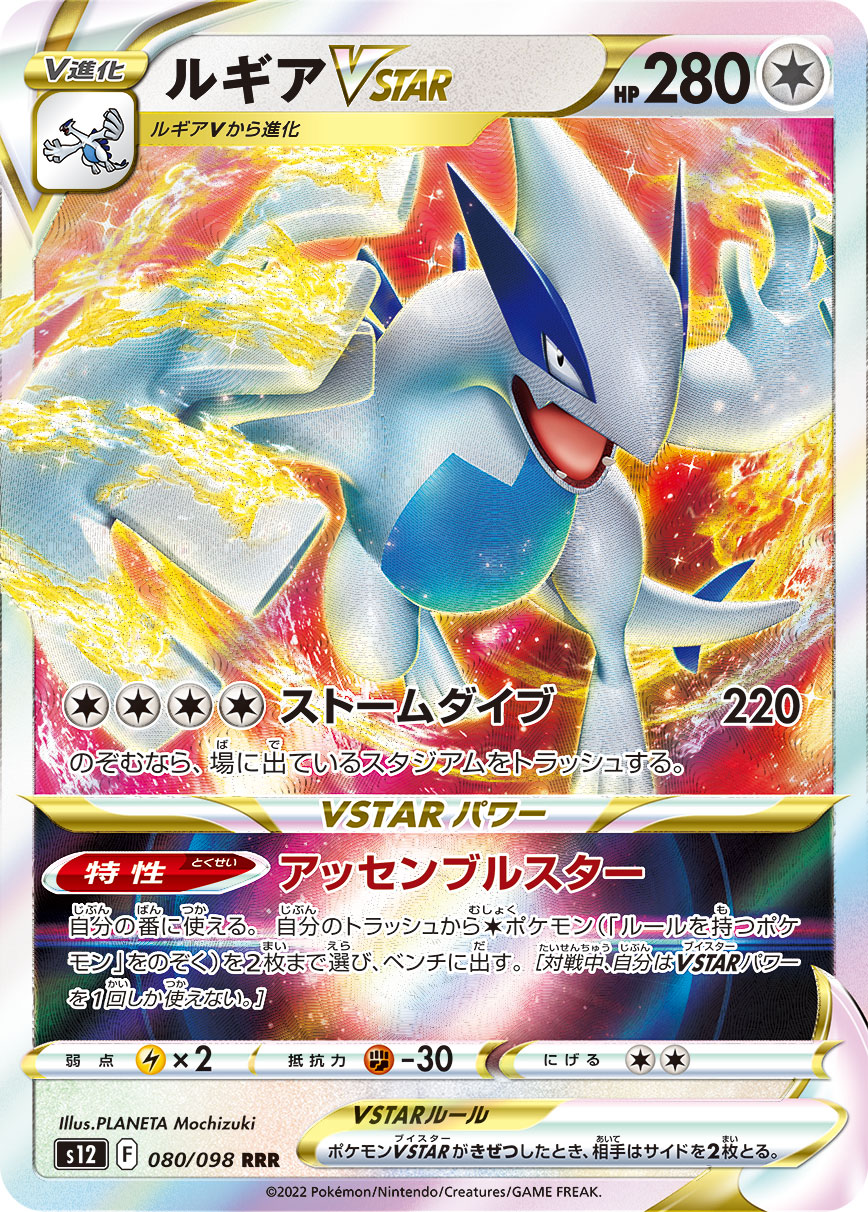 V進化
ルギアVSTAR
HP 280
ルギアVから進化
ストームダイブ 220
のぞむなら、場に出ているスタジアムをトラッシュする。
VSTARパワー
特性 とくせい アッセンブルスター
自分の番に使える。自分のトラッシュからポケモン(「ルールを持つポケ
モン」をのぞく)を2枚まで選び、ベンチに出す。[対戦中、自分はVSTARパワー
を1回しか使えない。]
弱点 ×2 抵抗力 -30 にげる
Illus.PLANETA Mochizuki
VSTARルール
ポケモンVSTARがきぜつしたとき、相手はサイドを2枚とる。
s12 F 080/098 RRR
©2022 Pokémon/Nintendo/Creatures/GAME FREAK.